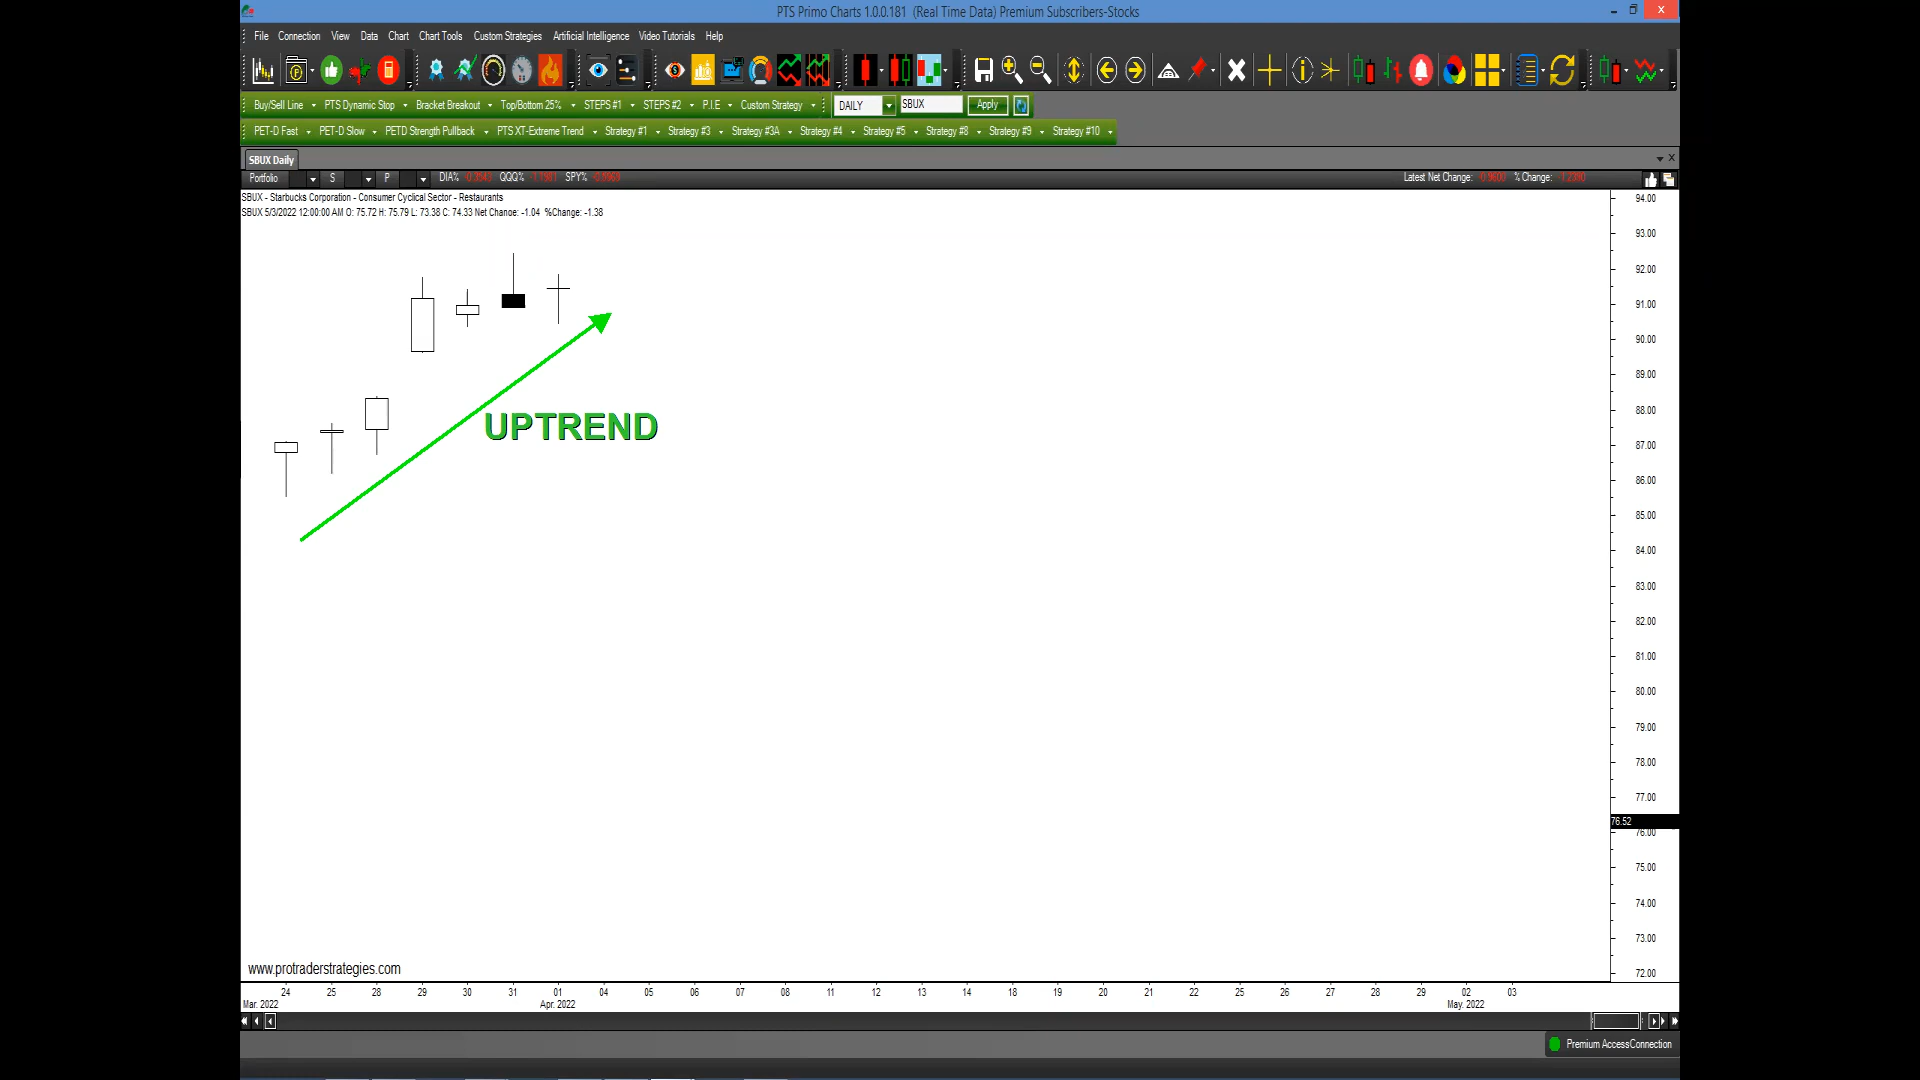 PTS Primo Charts 1.0.0.181 (Real Time Data) Premium Subscribers-Stocks
File Connection View Data Chart Chart Tools Custom Strategies Artificial Intelligence Video Tutorials Help
Buy/Sell Line PTS Dynamic Stop Bracket Breakout Top/Bottom 25% STEPS #1 STEPS #2 P.I.E Custom Strategy DAILY SBUX Apply
PET-D Fast PET-D Slow PETD Strength Pullback PTS XT-Extreme Trend Strategy #1 Strategy #3 Strategy #3A Strategy #4 Strategy #5 Strategy #8 Strategy #9 Strategy #10
SBUX Daily
Portfolio S P DIA% QQQ% SPY% Latest Net Change: % Change:
SBUX - Starbucks Corporation - Consumer Cyclical Sector - Restaurants
SBUX 5/3/2022 12:00:00 AM O: 75.72 H: 75.79 L: 73.38 C: 74.33 Net Change: -1.04 %Change: -1.38
94.00
93.00
92.00
91.00
90.00
89.00
88.00
UPTREND
87.00
86.00
85.00
84.00
83.00
82.00
81.00
80.00
79.00
78.00
77.00
76.52
76.00
75.00
74.00
73.00
www.protraderstrategies.com
72.00
24 25 28 29 30 31 01 04 05 06 07 08 11 12 13 14 18 19 20 21 22 25 26 27 28 29 02 03
Mar. 2022 Apr. 2022 May. 2022
Premium AccessConnection